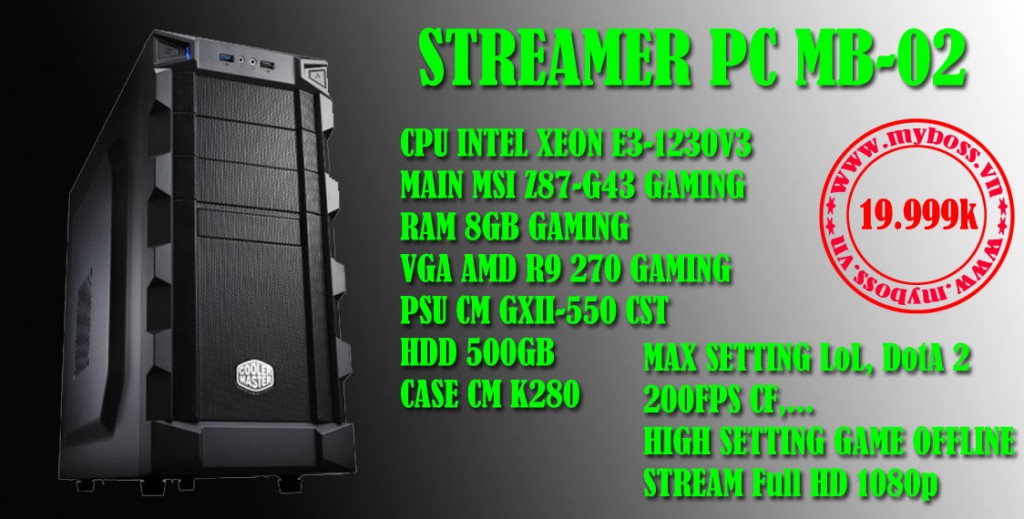 STREAMER PC MB-02
CPU INTEL XEON E3-1230V3
MAIN MSI Z87-G43 GAMING
RAM 8GB GAMING
VGA AMD R9 270 GAMING
PSU CM GXII-550 CST
HDD 500GB
CASE CM K280
www.myboss.vn
19.999k
www.myboss.vn
MAX SETTING LoL, DotA 2
200FPS CF,...
HIGH SETTING GAME OFFLINE
STREAM Full HD 1080p
COOLER
MASTER